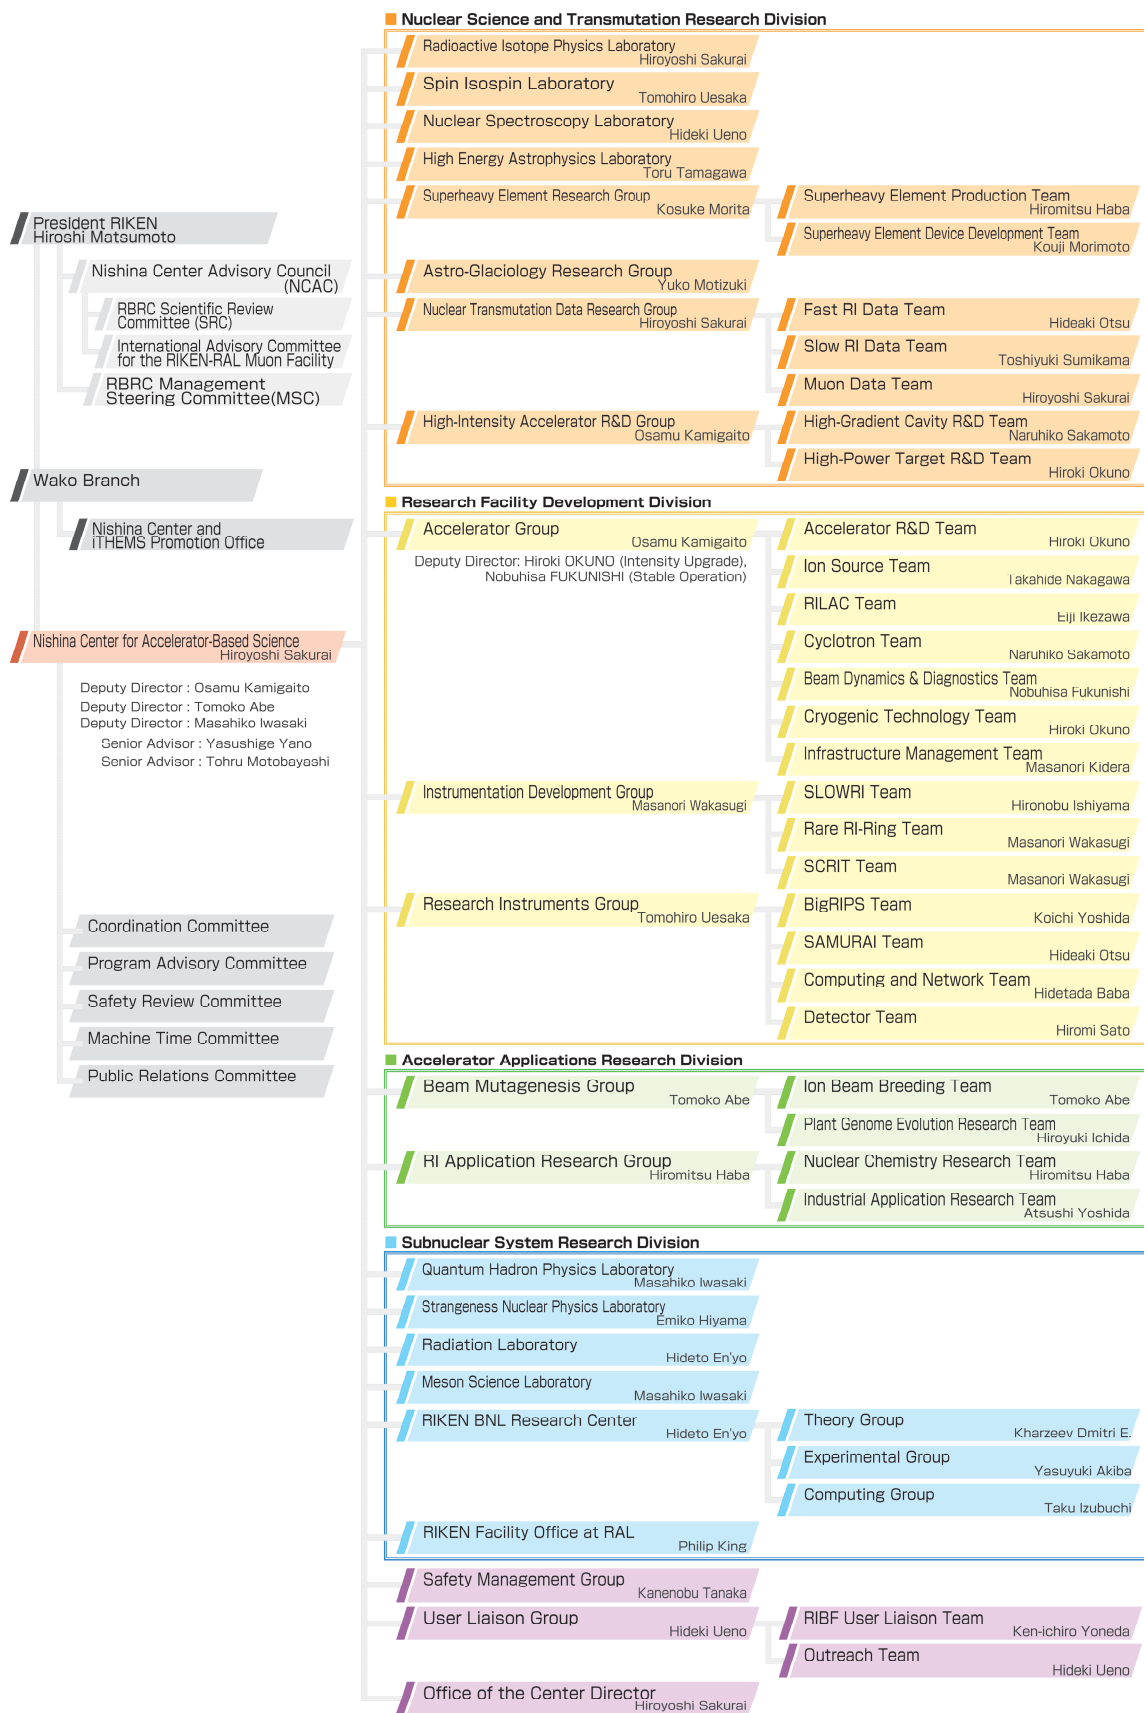 President RIKEN
Hiroshi Matsumoto
Nishina Center Advisory Council
(NCAC)
RBRC Scientific Review
Committee (SRC)
International Advisory Committee
for the RIKEN-RAL Muon Facility
RBRC Management
Steering Committee(MSC)
Wako Branch
Nishina Center and
iTHEMS Promotion Office
Nishina Center for Accelerator-Based Science
Hiroyoshi Sakurai
Deputy Director : Osamu Kamigaito
Deputy Director : Tomoko Abe
Deputy Director : Masahiko Iwasaki
Senior Advisor : Yasushige Yano
Senior Advisor : Tohru Motobayashi
Coordination Committee
Program Advisory Committee
Safety Review Committee
Machine Time Committee
Public Relations Committee
Nuclear Science and Transmutation Research Division
Radioactive Isotope Physics Laboratory
Hiroyoshi Sakurai
Spin Isospin Laboratory
Tomohiro Uesaka
Nuclear Spectroscopy Laboratory
Hideki Ueno
High Energy Astrophysics Laboratory
Toru Tamagawa
Superheavy Element Research Group
Kosuke Morita
Superheavy Element Production Team
Hiromitsu Haba
Superheavy Element Device Development Team
Kouji Morimoto
Astro-Glaciology Research Group
Yuko Motizuki
Nuclear Transmutation Data Research Group
Hiroyoshi Sakurai
Fast RI Data Team
Hideaki Otsu
Slow RI Data Team
Toshiyuki Sumikama
Muon Data Team
Hiroyoshi Sakurai
High-Intensity Accelerator R&D Group
Osamu Kamigaito
High-Gradient Cavity R&D Team
Naruhiko Sakamoto
High-Power Target R&D Team
Hiroki Okuno
Research Facility Development Division
Accelerator Group
Osamu Kamigaito
Deputy Director: Hiroki OKUNO (Intensity Upgrade),
Nobuhisa FUKUNISHI (Stable Operation)
Accelerator R&D Team
Hiroki Okuno
Ion Source Team
Takahide Nakagawa
RILAC Team
Eiji Ikezawa
Cyclotron Team
Naruhiko Sakamoto
Beam Dynamics & Diagnostics Team
Nobuhisa Fukunishi
Cryogenic Technology Team
Hiroki Okuno
Infrastructure Management Team
Masanori Kidera
Instrumentation Development Group
Masanori Wakasugi
SLOWRI Team
Hironobu Ishiyama
Rare RI-Ring Team
Masanori Wakasugi
SCRIT Team
Masanori Wakasugi
Research Instruments Group
Tomohiro Uesaka
BigRIPS Team
Koichi Yoshida
SAMURAI Team
Hideaki Otsu
Computing and Network Team
Hidetada Baba
Detector Team
Hiromi Sato
Accelerator Applications Research Division
Beam Mutagenesis Group
Tomoko Abe
Ion Beam Breeding Team
Tomoko Abe
Plant Genome Evolution Research Team
Hiroyuki Ichida
RI Application Research Group
Hiromitsu Haba
Nuclear Chemistry Research Team
Hiromitsu Haba
Industrial Application Research Team
Atsushi Yoshida
Subnuclear System Research Division
Quantum Hadron Physics Laboratory
Masahiko Iwasaki
Strangeness Nuclear Physics Laboratory
Emiko Hiyama
Radiation Laboratory
Hideto En'yo
Meson Science Laboratory
Masahiko Iwasaki
RIKEN BNL Research Center
Hideto En'yo
Theory Group
Kharzeev Dmitri E.
Experimental Group
Yasuyuki Akiba
Computing Group
Taku Izubuchi
RIKEN Facility Office at RAL
Philip King
Safety Management Group
Kanenobu Tanaka
User Liaison Group
Hideki Ueno
RIBF User Liaison Team
Ken-ichiro Yoneda
Outreach Team
Hideki Ueno
Office of the Center Director
Hiroyoshi Sakurai